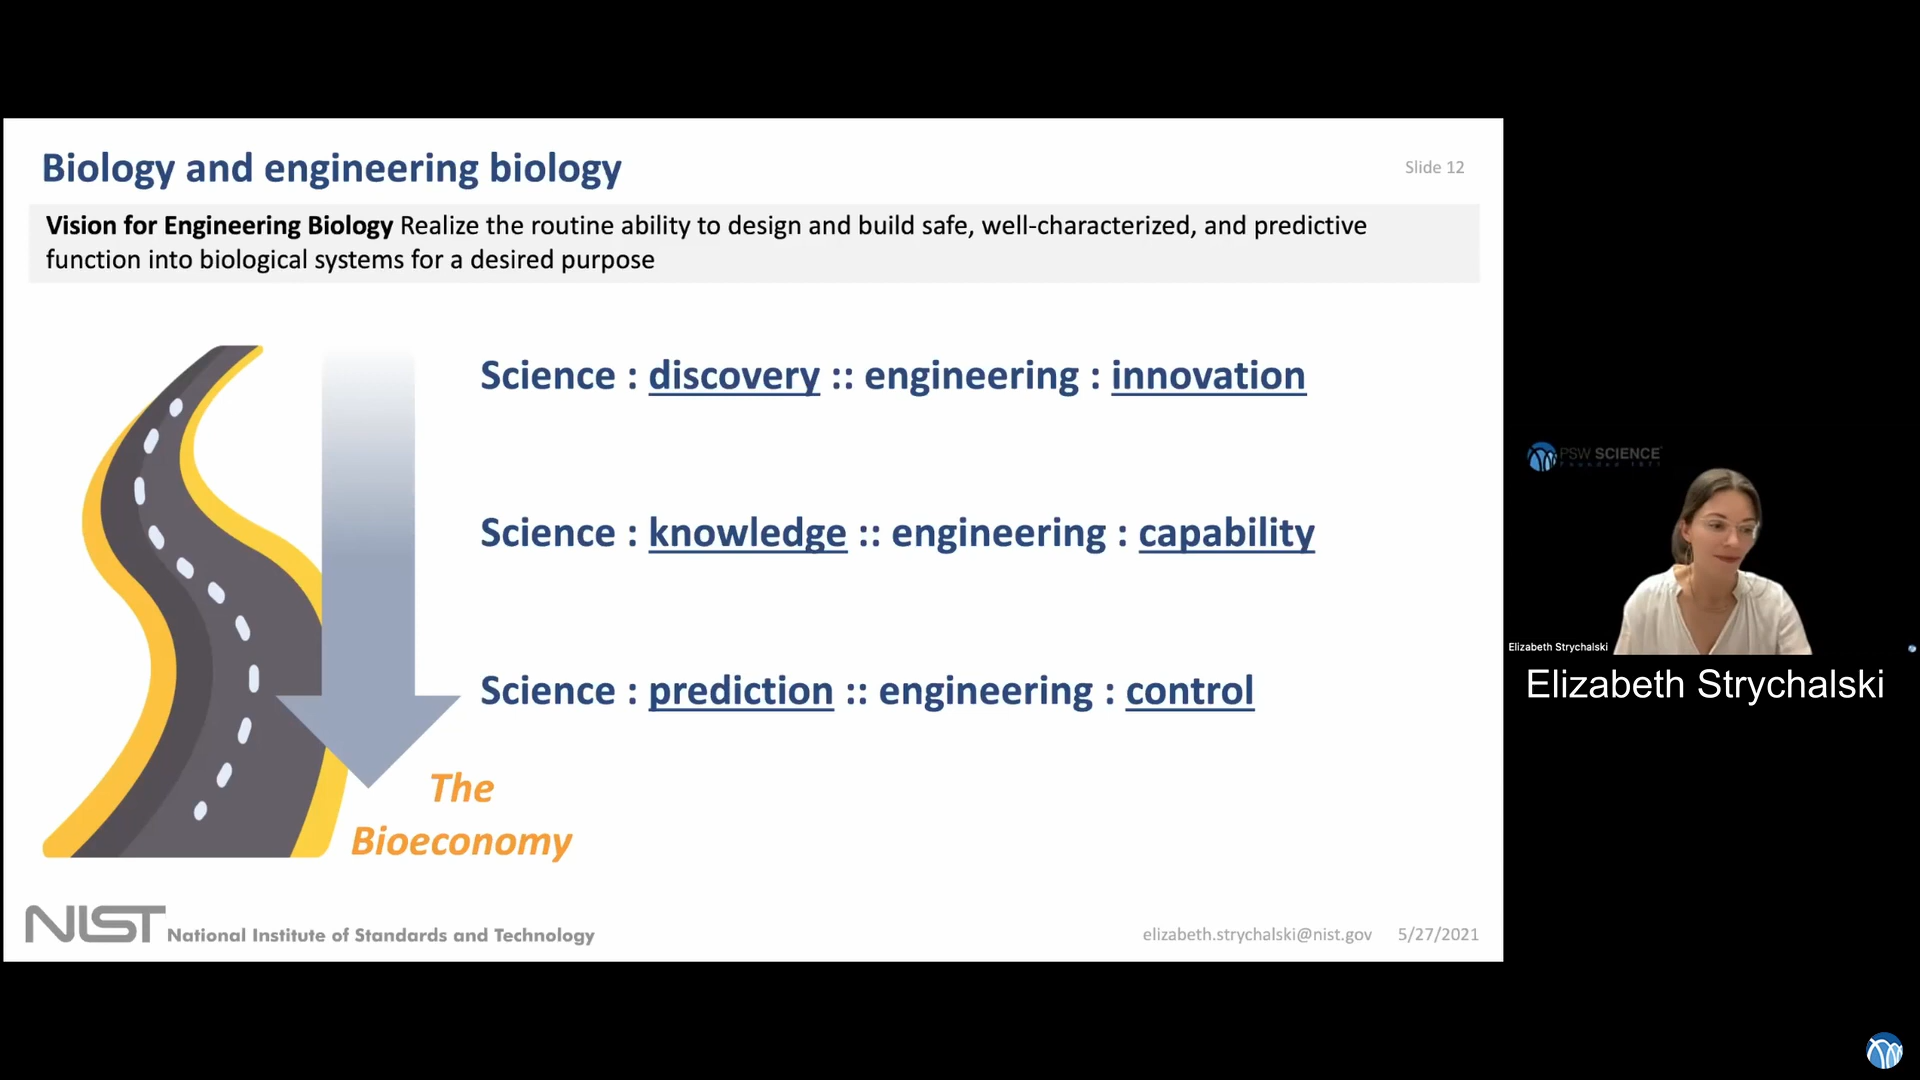 Biology and engineering biology
Slide 12
Vision for Engineering Biology Realize the routine ability to design and build safe, well-characterized, and predictive
function into biological systems for a desired purpose
Science : discovery :: engineering : innovation
Science : knowledge :: engineering : capability
Science : prediction :: engineering : control
The
Bioeconomy
NIST National Institute of Standards and Technology
elizabeth.strychalski@nist.gov 5/27/2021
PSW SCIENCE
Founded 1871
Elizabeth Strychalski
Elizabeth Strychalski